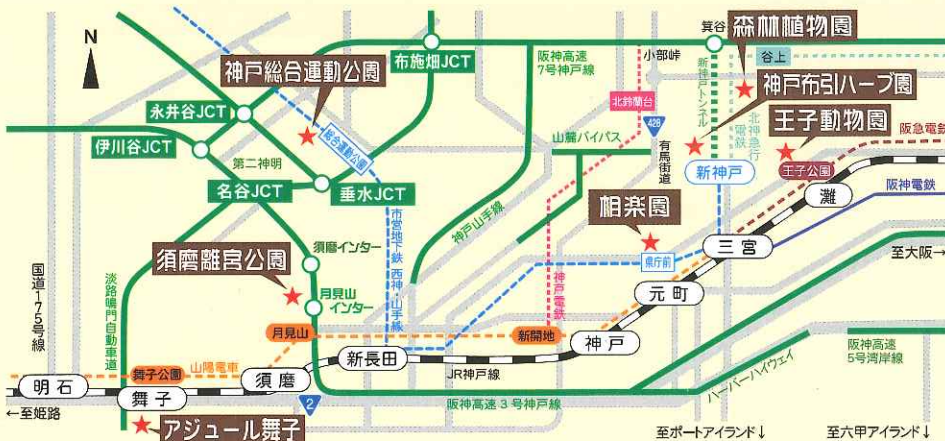 N
神戸総合運動公園
布施畑JCT
阪神高速
7号神戸線
小部峠
箕谷
森林植物園
谷上
神戸布引ハーブ園
王子動物園
永井谷JCT
伊川谷JCT
総合運動公園
第二神明
名谷JCT
垂水JCT
北鈴蘭台
山麓バイパス
428
有馬街道
新神戸トンネル
北神急行
電鉄
新神戸
王子公園
阪急電鉄
灘
阪神電鉄
相楽園
神戸山手線
市営地下鉄 西神・山手線
須磨インター
須磨離宮公園
月見山
インター
県庁前
三宮
至大阪→
元町
神戸電鉄
国道175号線
淡路鳴門自動車道
月見山
新開地
神戸
新長田
JR神戸線
山陽電車
舞子公園
須磨
明石
舞子
←至姫路
2
阪神高速3号神戸線
ハーバーハイウェイ
阪神高速
5号湾岸線
アジュール舞子
至ポートアイランド↓
至六甲アイランド↓